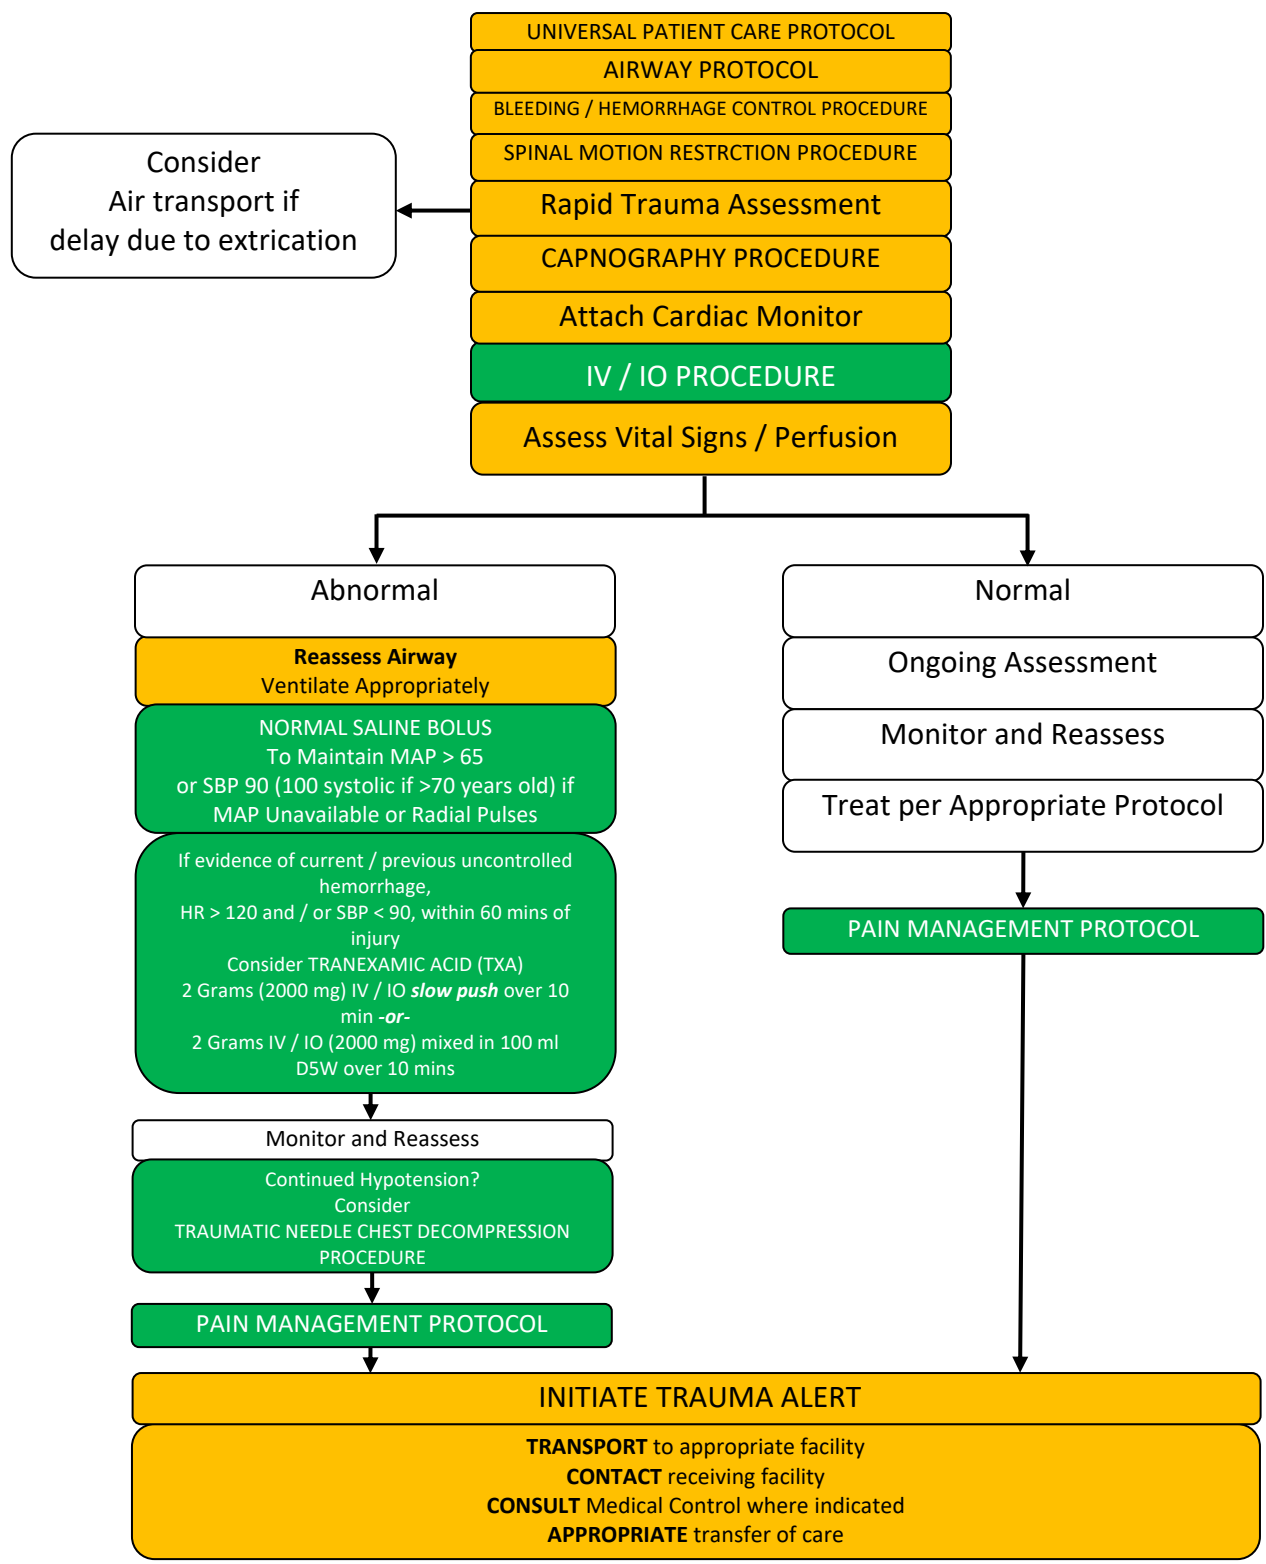 UNIVERSAL PATIENT CARE PROTOCOL
AIRWAY PROTOCOL
BLEEDING / HEMORRHAGE CONTROL PROCEDURE
SPINAL MOTION RESTRCTION PROCEDURE
Rapid Trauma Assessment
Consider
Air transport if
delay due to extrication
CAPNOGRAPHY PROCEDURE
Attach Cardiac Monitor
IV / IO PROCEDURE
Assess Vital Signs / Perfusion
Abnormal
Reassess Airway
Ventilate Appropriately
NORMAL SALINE BOLUS
To Maintain MAP > 65
or SBP 90 (100 systolic if >70 years old) if
MAP Unavailable or Radial Pulses
If evidence of current / previous uncontrolled
hemorrhage,
HR > 120 and / or SBP < 90, within 60 mins of
injury
Consider TRANEXAMIC ACID (TXA)
2 Grams (2000 mg) IV / IO slow push over 10
min -or-
2 Grams IV / IO (2000 mg) mixed in 100 ml
D5W over 10 mins
Monitor and Reassess
Continued Hypotension?
Consider
TRAUMATIC NEEDLE CHEST DECOMPRESSION
PROCEDURE
PAIN MANAGEMENT PROTOCOL
Normal
Ongoing Assessment
Monitor and Reassess
Treat per Appropriate Protocol
PAIN MANAGEMENT PROTOCOL
INITIATE TRAUMA ALERT
TRANSPORT to appropriate facility
CONTACT receiving facility
CONSULT Medical Control where indicated
APPROPRIATE transfer of care